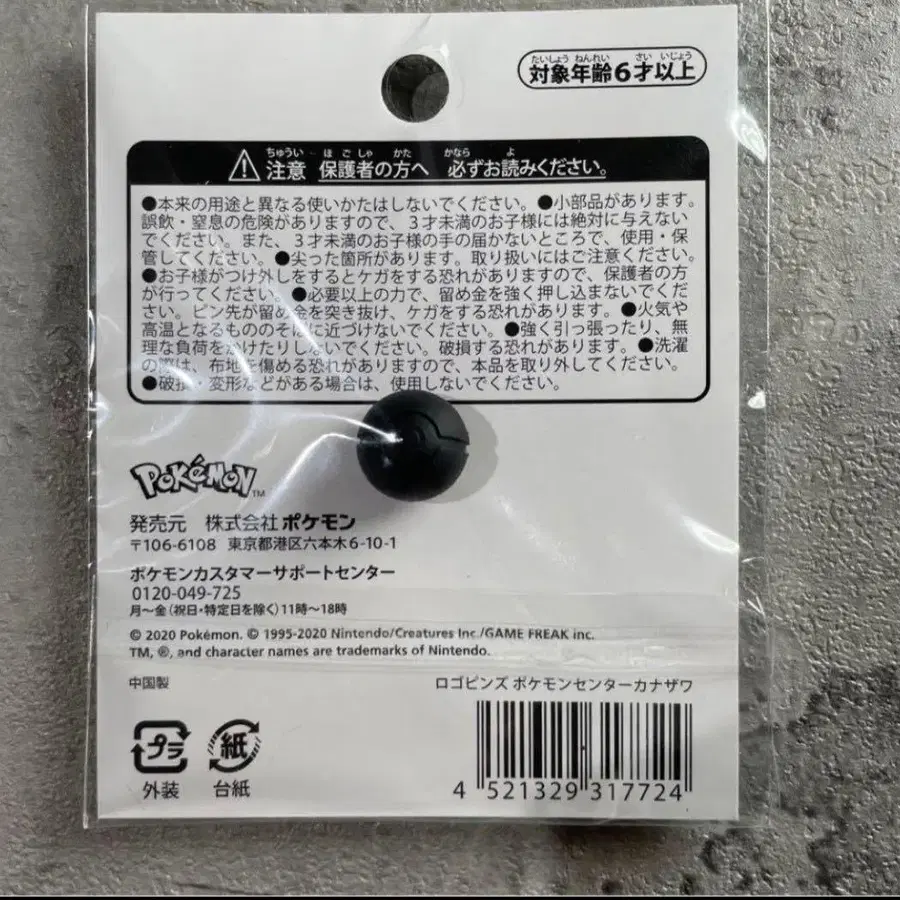 たいしょう ねんれい さい いじょう
対象年齢6才以上
ちゅうい ほごしゃ かた かなら よ
⚠注意 保護者の方へ 必ずお読みください。
●本来の用途と異なる使いかたはしないでください。●小部品があります。
誤飲・窒息の危険がありますので、3才未満のお子様には絶対に与えない
でください。また、3才未満のお子様の手の届かないところで、使用・保
管してください。●尖った箇所があります。取り扱いにはご注意ください。
●お子様がつけ外しをするとケガをする恐れがありますので、保護者の方
が行ってください。●必要以上の力で、留め金を強く押し込まないでくだ
さい。ピン先が留め金を突き抜け、ケガをする恐れがあります。●火気や
高温となるもののそばに近づけないでください。●強く引っ張ったり、無
理な負荷をかけたりしないでください。破損する恐れがあります。●洗濯
の際は、布地を傷める恐れがありますので、本品を取り外してください。
●破損・変形などがある場合は、使用しないでください。
POKéMON™
発売元 株式会社ポケモン
〒106-6108 東京都港区六本木6-10-1
ポケモンカスタマーサポートセンター
0120-049-725
月～金(祝日・特定日を除く)11時～18時
© 2020 Pokémon. © 1995-2020 Nintendo/Creatures Inc./GAME FREAK inc.
TM, ®, and character names are trademarks of Nintendo.
中国製
ロゴピンズ ポケモンセンターカナザワ
プラ
外装
紙
台紙
4 521329 317724